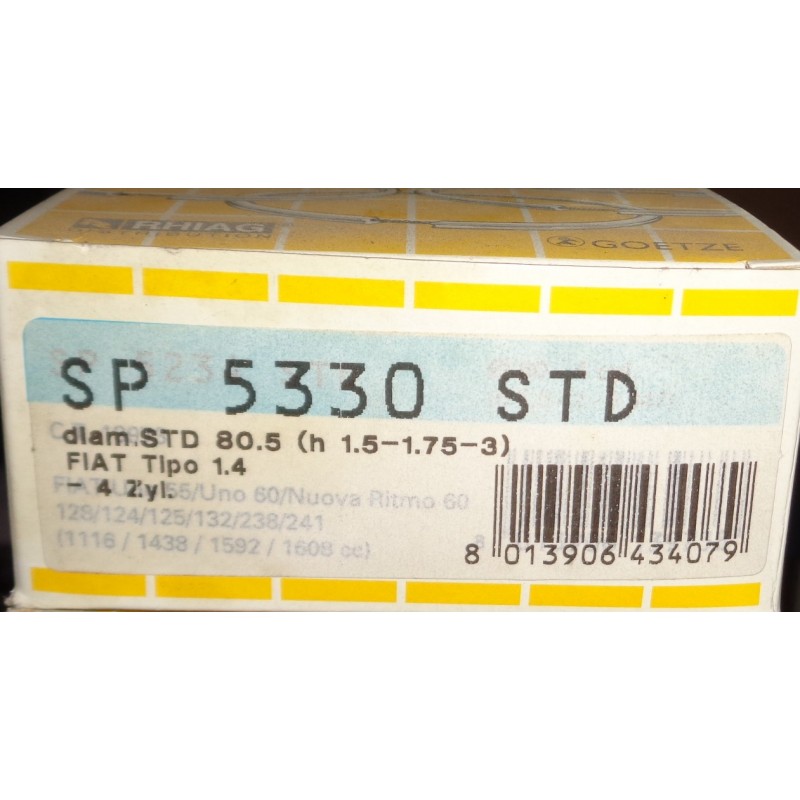 RHIAG
GOETZE
SP 5330 STD
diam.STD 80.5 (h 1.5-1.75-3)
FIAT Tipo 1.4
- 4 Zyl.
55/Uno 60/Nuova Ritmo 60
128/124/125/132/238/241
(1116 / 1438 / 1592 / 1608 cc)
8 013906 434079